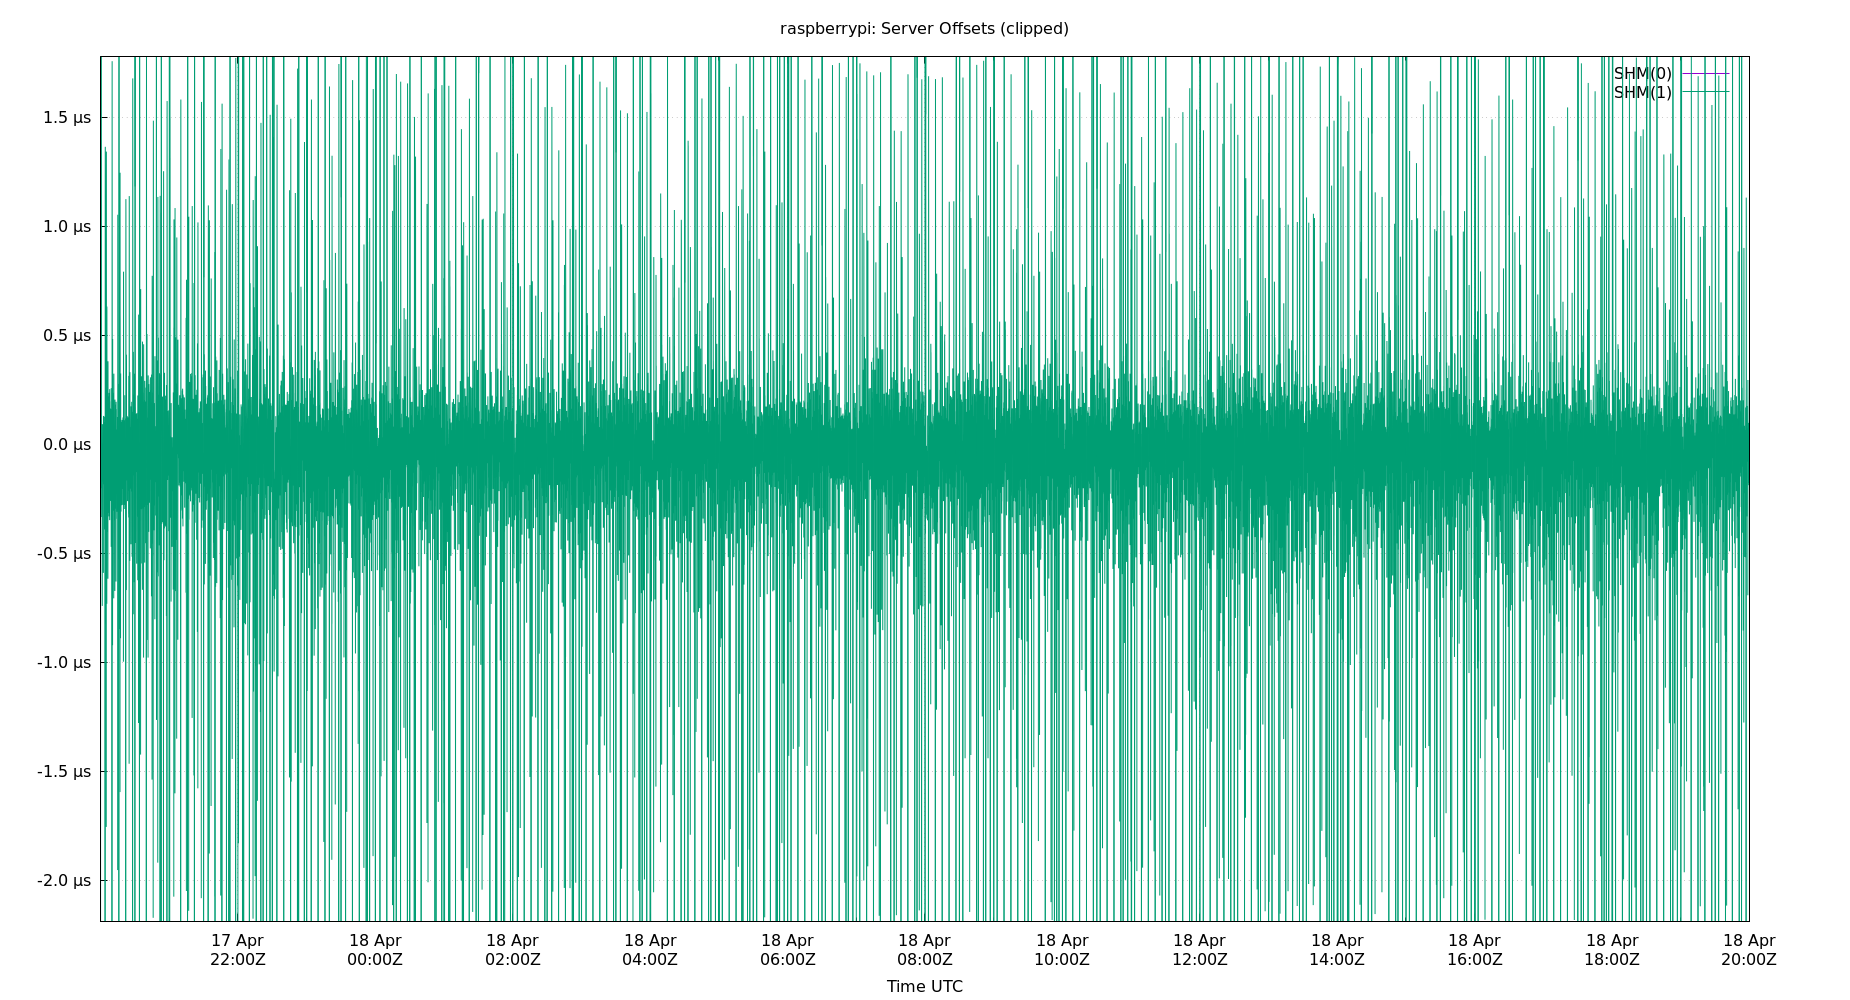 raspberrypi: Server Offsets (clipped)
SHM(0)
SHM(1)
1.5 µs
1.0 µs
0.5 µs
0.0 µs
-0.5 µs
-1.0 µs
-1.5 µs
-2.0 µs
17 Apr 18 Apr 18 Apr 18 Apr 18 Apr 18 Apr 18 Apr 18 Apr 18 Apr 18 Apr 18 Apr 18 Apr
22:00Z 00:00Z 02:00Z 04:00Z 06:00Z 08:00Z 10:00Z 12:00Z 14:00Z 16:00Z 18:00Z 20:00Z
Time UTC